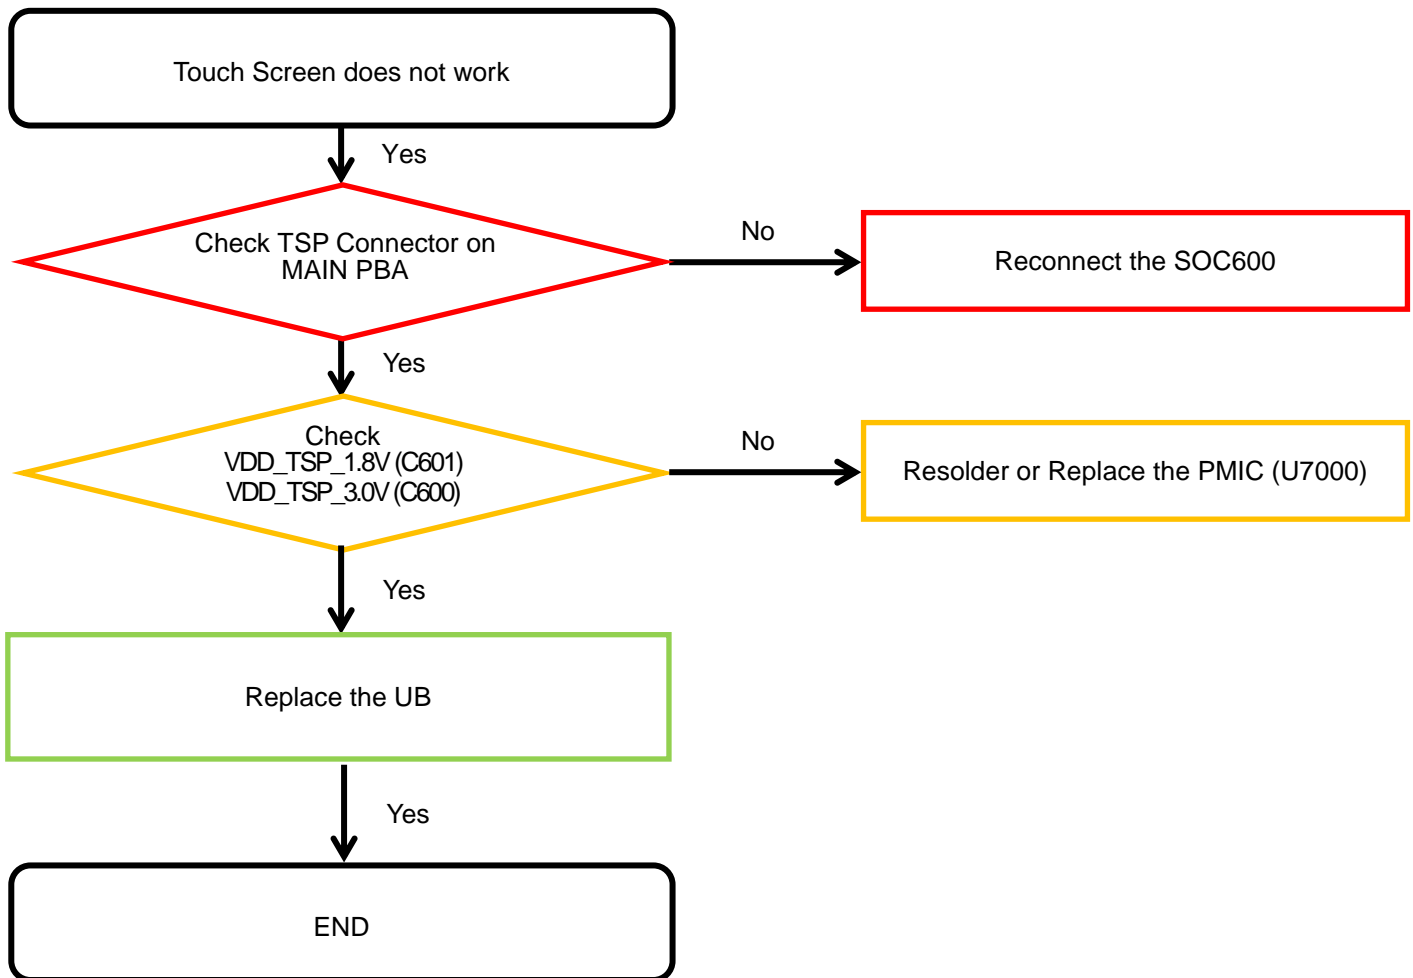 Touch Screen does not work
Yes
Check TSP Connector on
MAIN PBA
No
Reconnect the SOC600
Yes
Check
VDD_TSP_1.8V (C601)
VDD_TSP_3.0V (C600)
No
Resolder or Replace the PMIC (U7000)
Yes
Replace the UB
Yes
END